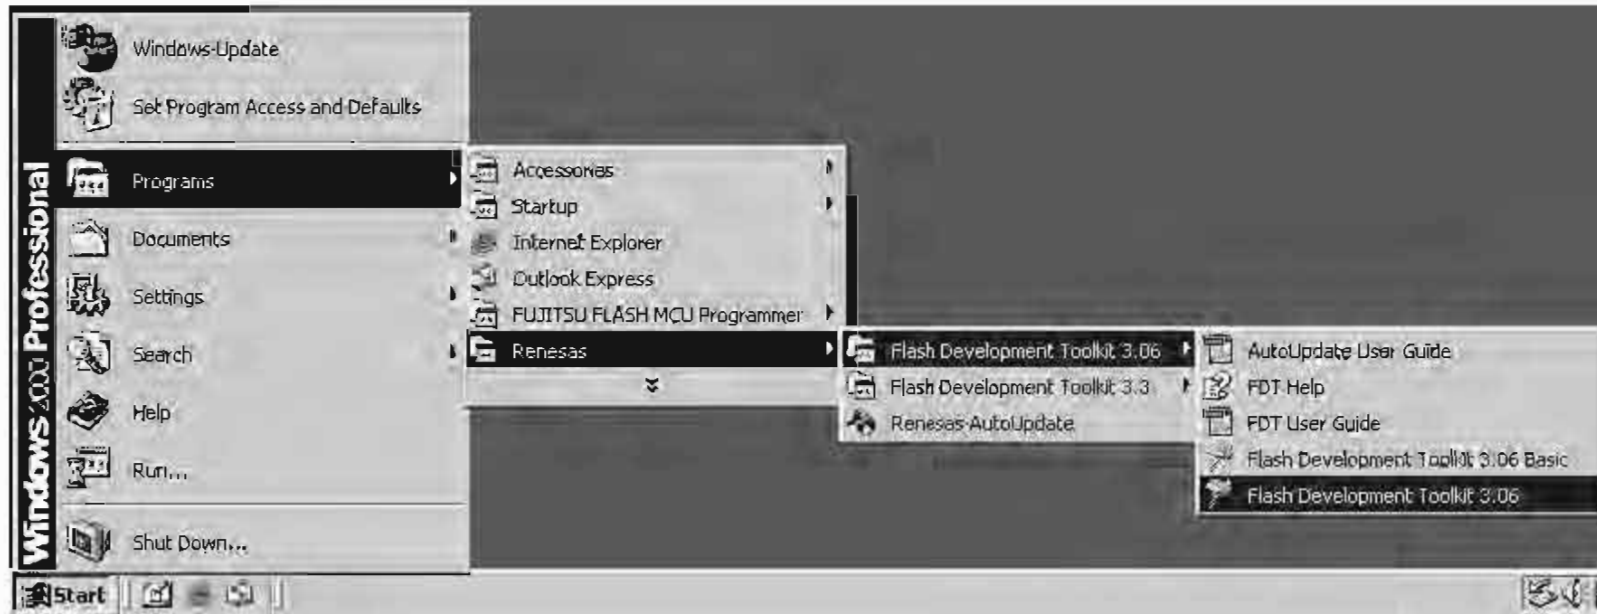 Windows 2000 Professional
Windows Update
Set Program Access and Defaults
Programs
Documents
Settings
Search
Help
Run...
Shut Down...
Accessories
Startup
Internet Explorer
Outlook Express
FUJITSU FLASH MCU Programmer
Renesas
Flash Development Toolkit 3.06
Flash Development Toolkit 3.3
Renesas AutoUpdate
AutoUpdate User Guide
FDT Help
FDT User Guide
Flash Development Toolkit 3.06 Basic
Flash Development Toolkit 3.06
Start